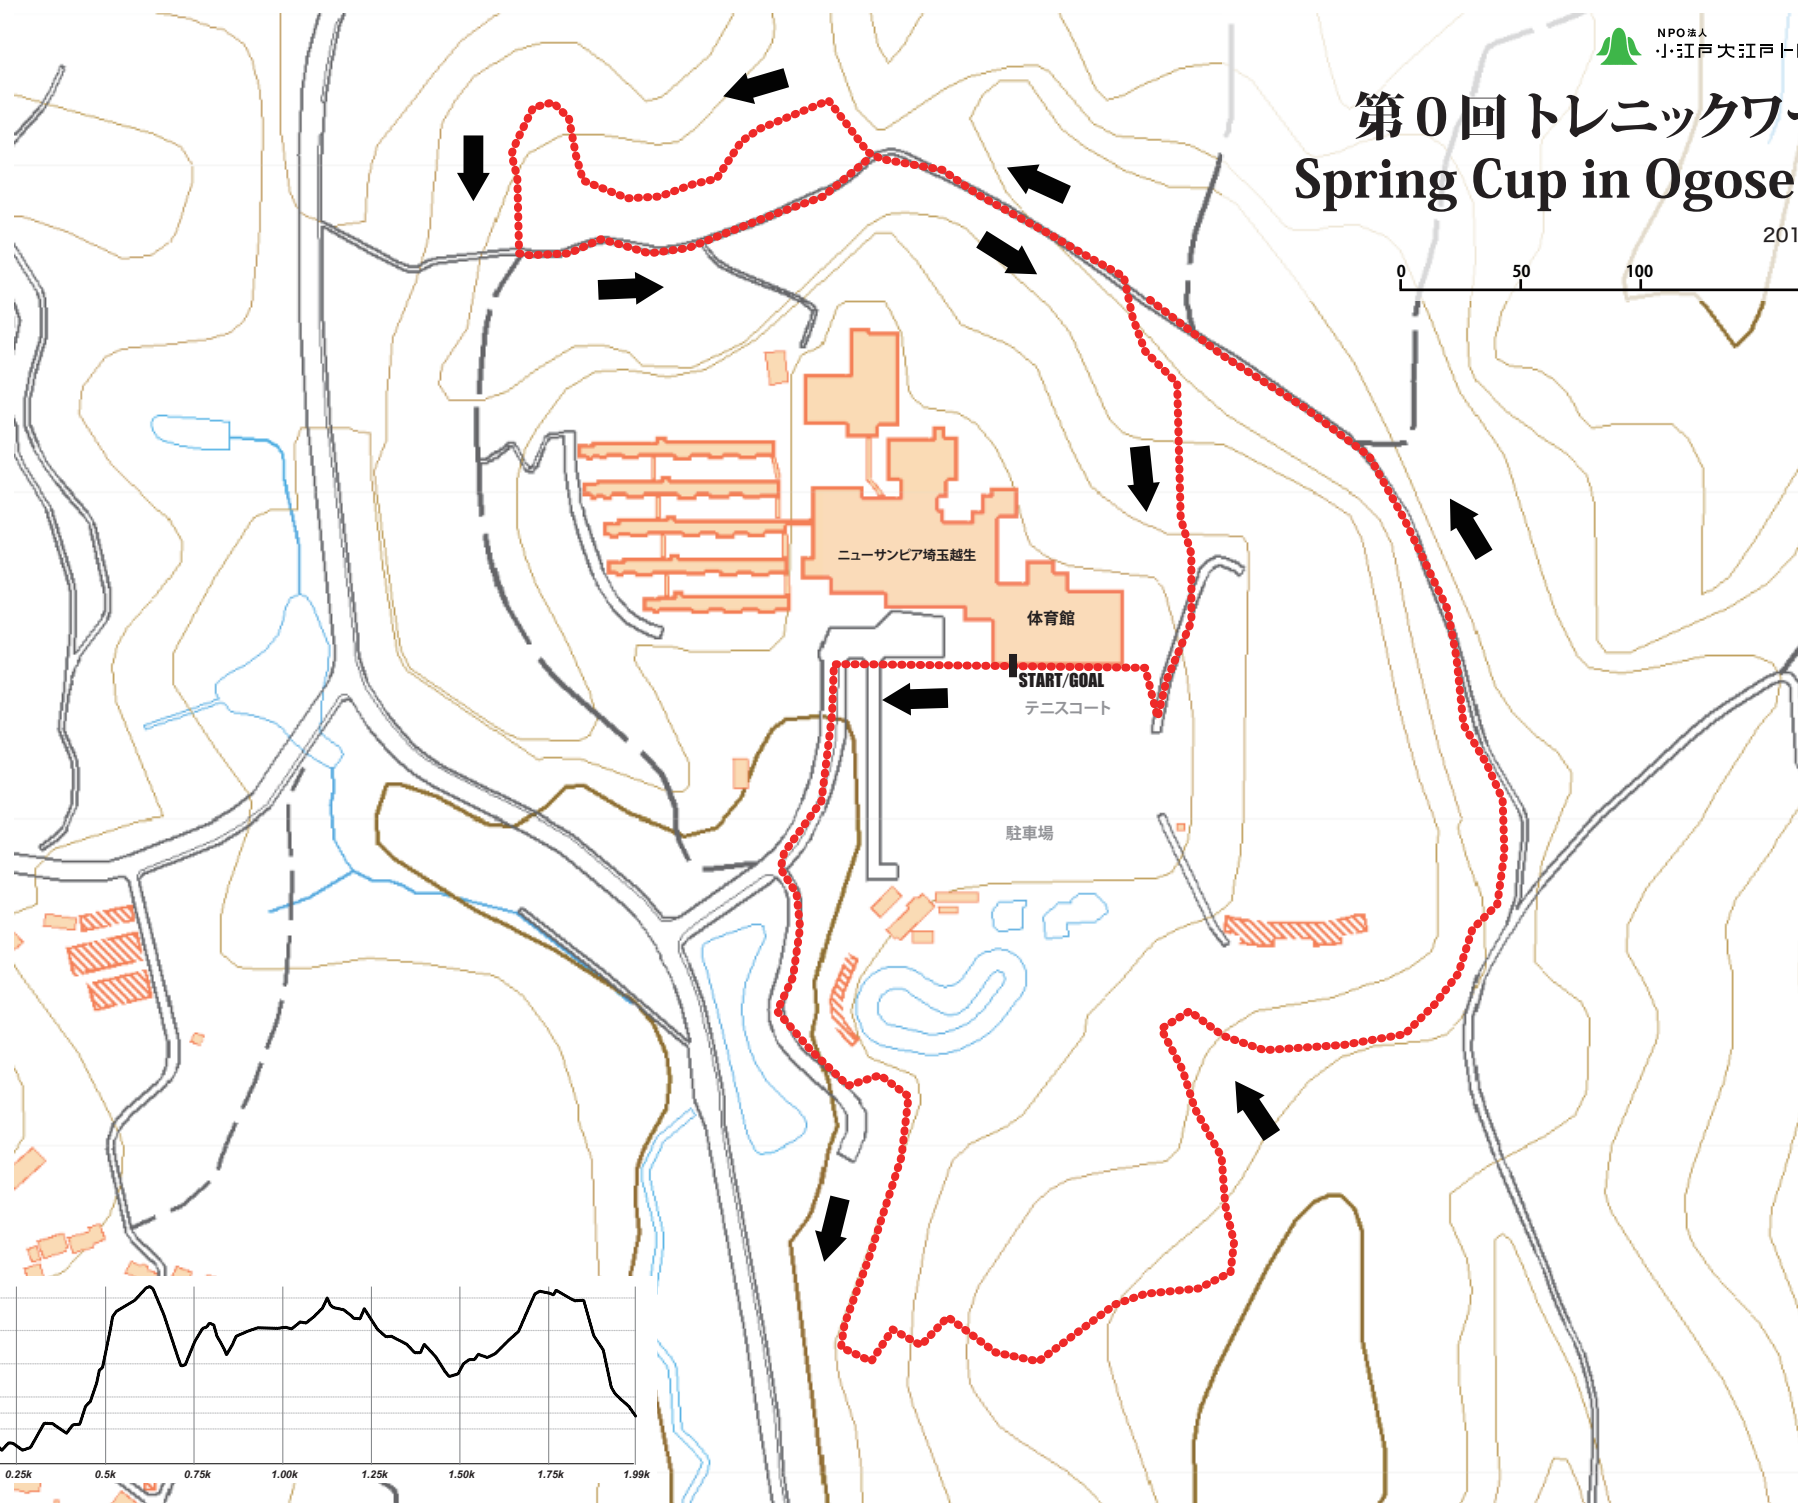 NPO法人
小江戸大江戸ト
第0回 トレニックワー
Spring Cup in Ogose
201
0 50 100
ニューサンピア埼玉越生
体育館
START/GOAL
テニスコート
駐車場
0.25k 0.5k 0.75k 1.00k 1.25k 1.50k 1.75k 1.99k